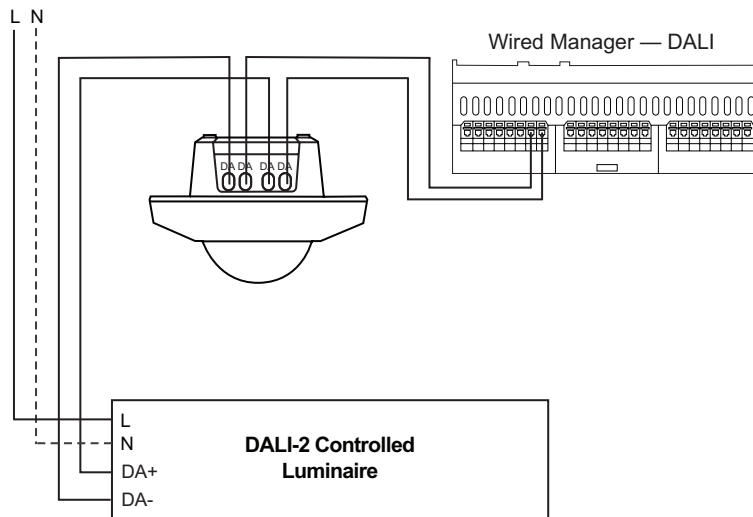 L N
Wired Manager — DALI
DA DA DA DA
L
N
DALI-2 Controlled
Luminaire
DA+
DA-